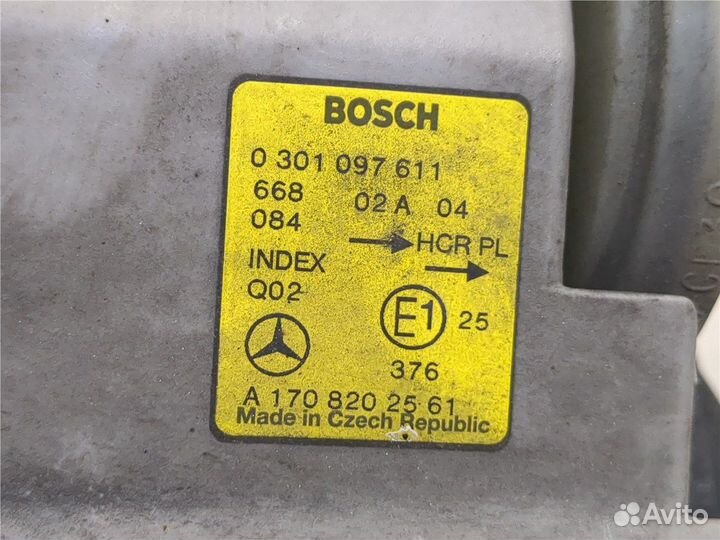 BOSCH
0 301 097 611
668 02 A 04
084 HCR PL
INDEX
Q02
E1 25
376
A 170 820 25 61
Made in Czech Republic
Avito